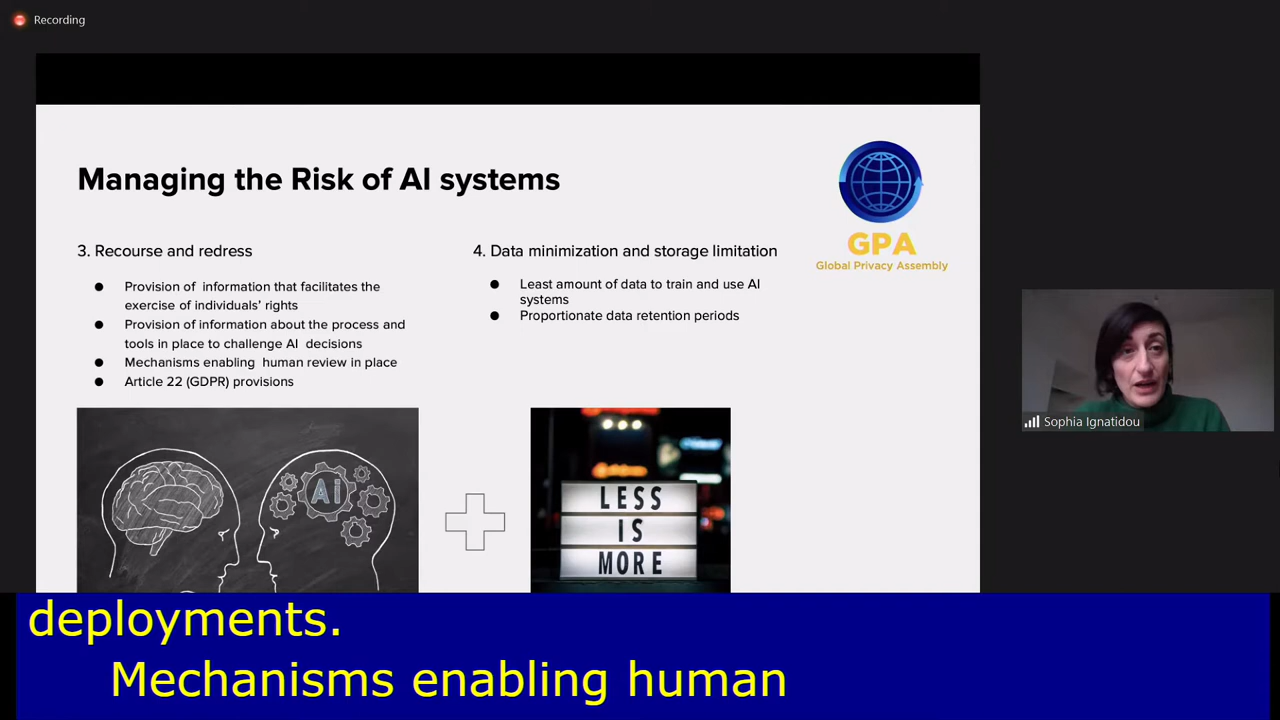 Recording
Managing the Risk of AI systems
GPA
Global Privacy Assembly
3. Recourse and redress
Provision of information that facilitates the
exercise of individuals’ rights
Provision of information about the process and
tools in place to challenge AI decisions
Mechanisms enabling human review in place
Article 22 (GDPR) provisions
4. Data minimization and storage limitation
Least amount of data to train and use AI
systems
Proportionate data retention periods
Ai
LESS
IS
MORE
Sophia Ignatidou
deployments.
Mechanisms enabling human